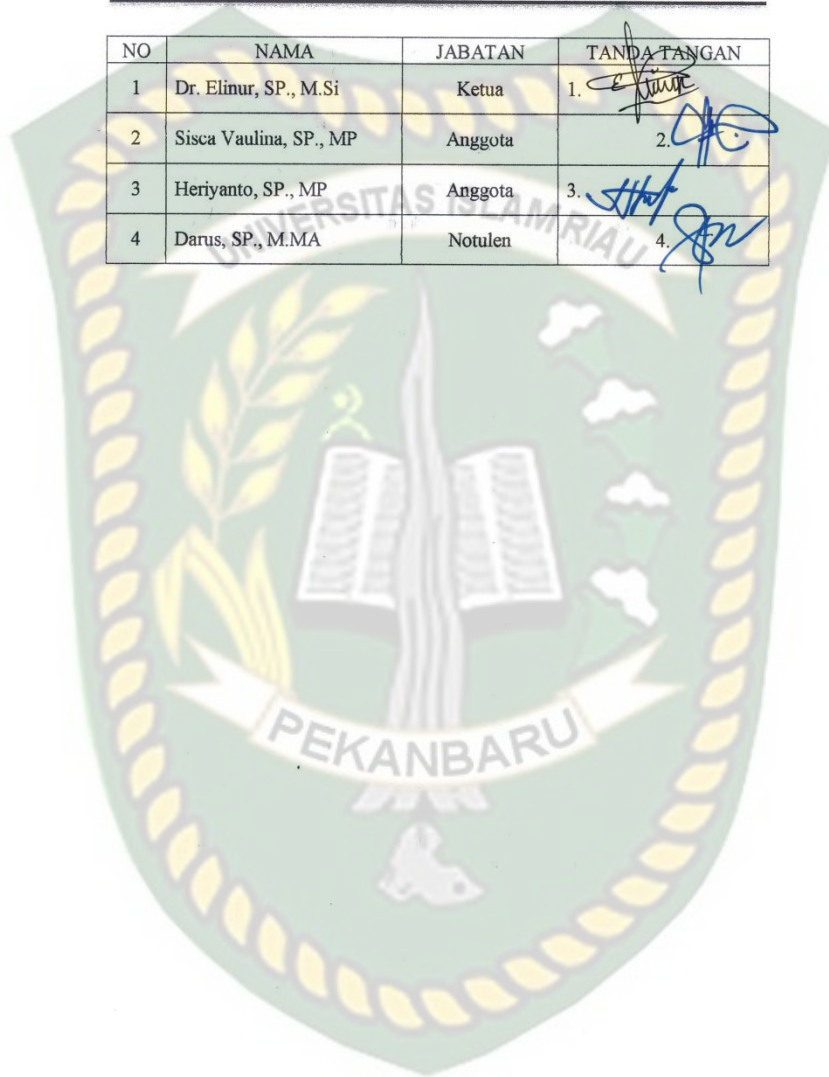 NO NAMA JABATAN TANDA TANGAN
1 Dr. Elinur, SP., M.Si Ketua 1.
2 Sisca Vaulina, SP., MP Anggota 2.
3 Heriyanto, SP., MP Anggota 3.
4 Darus, SP., M.MA Notulen 4.
UNIVERSITAS ISLAM RIAU
PEKANBARU